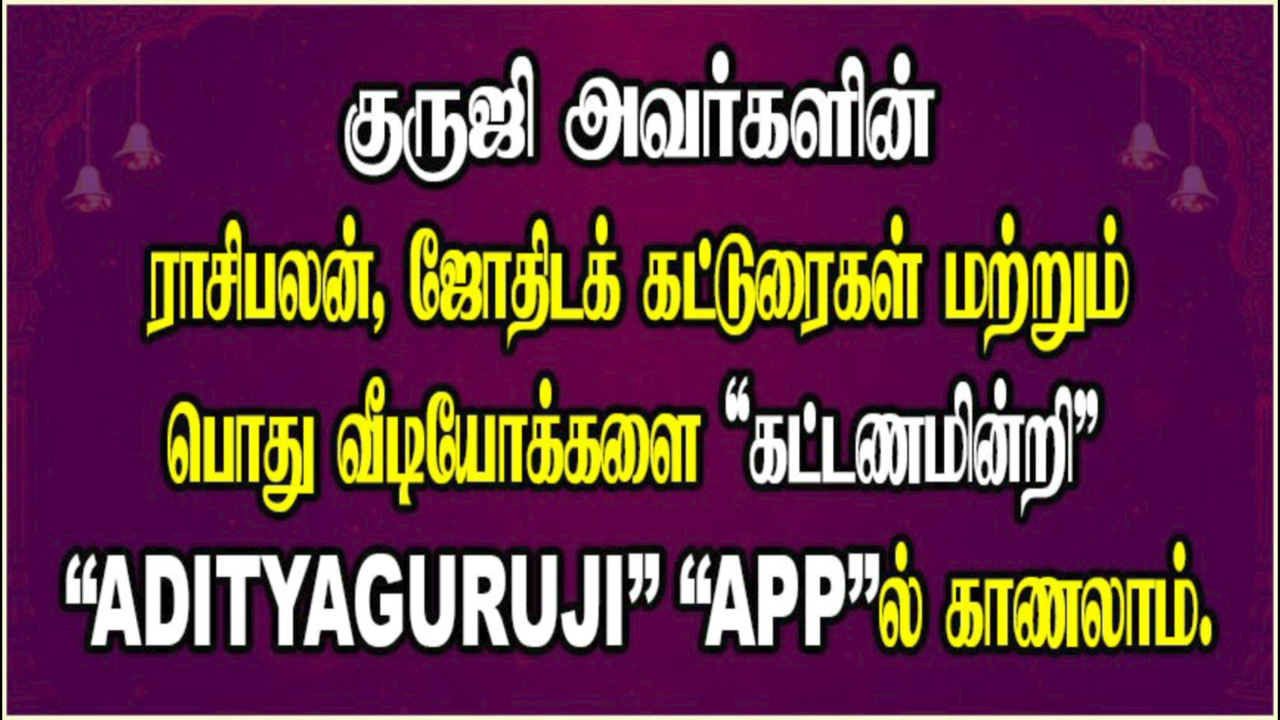 குருஜி அவர்களின்
ராசிபலன், ஜோதிடக் கட்டுரைகள் மற்றும்
பொது வீடியோக்களை “கட்டணமின்றி”
“ADITYAGURUJI” “APP”ல் காணலாம்.